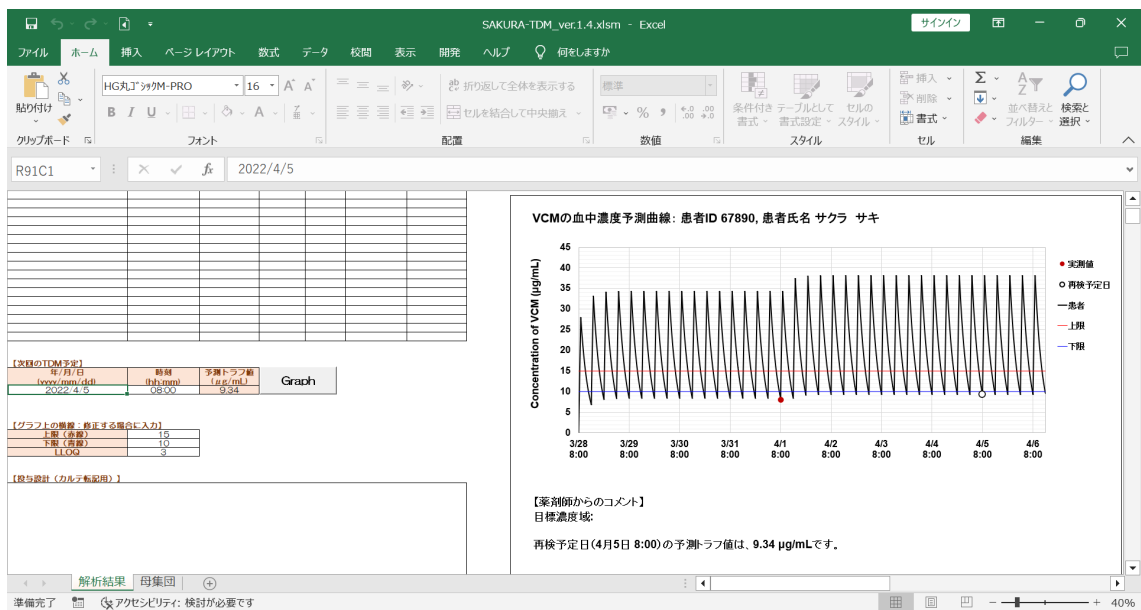 SAKURA-TDM_ver.1.4.xlsm - Excel
サインイン
ファイル ホーム 挿入 ページ レイアウト 数式 データ 校閲 表示 開発 ヘルプ 何をしますか
貼り付け
HG丸ゴシックM-PRO 16 A A
B I U A
折り返して全体を表示する
セルを結合して中央揃え
標準
% 9
条件付き書式 テーブルとして書式設定 セルのスタイル
挿入
削除
書式
並べ替えとフィルター 検索と選択
クリップボード フォント 配置 数値 スタイル セル 編集
R91C1 fx 2022/4/5
【次回のTDM予定】
年/月/日 時刻 予測トラフ値
(yyyy/mm/dd) (hh:mm) (μg/mL)
2022/4/5 08:00 9.34
Graph
【グラフ上の横線:修正する場合に入力】
上限(赤線) 15
下限(青線) 10
LLOQ 3
【投与設計(カルテ転記用)】
VCMの血中濃度予測曲線: 患者ID 67890, 患者氏名 サクラ サキ
Concentration of VCM (μg/mL)
45
40
35
30
25
20
15
10
5
0
3/28 3/29 3/30 3/31 4/1 4/2 4/3 4/4 4/5 4/6
8:00 8:00 8:00 8:00 8:00 8:00 8:00 8:00 8:00 8:00
実測値
再検予定日
患者
上限
下限
【薬剤師からのコメント】
目標濃度域:
再検予定日(4月5日 8:00)の予測トラフ値は、9.34 μg/mLです。
解析結果 母集団
準備完了 アクセシビリティ: 検討が必要です
40%